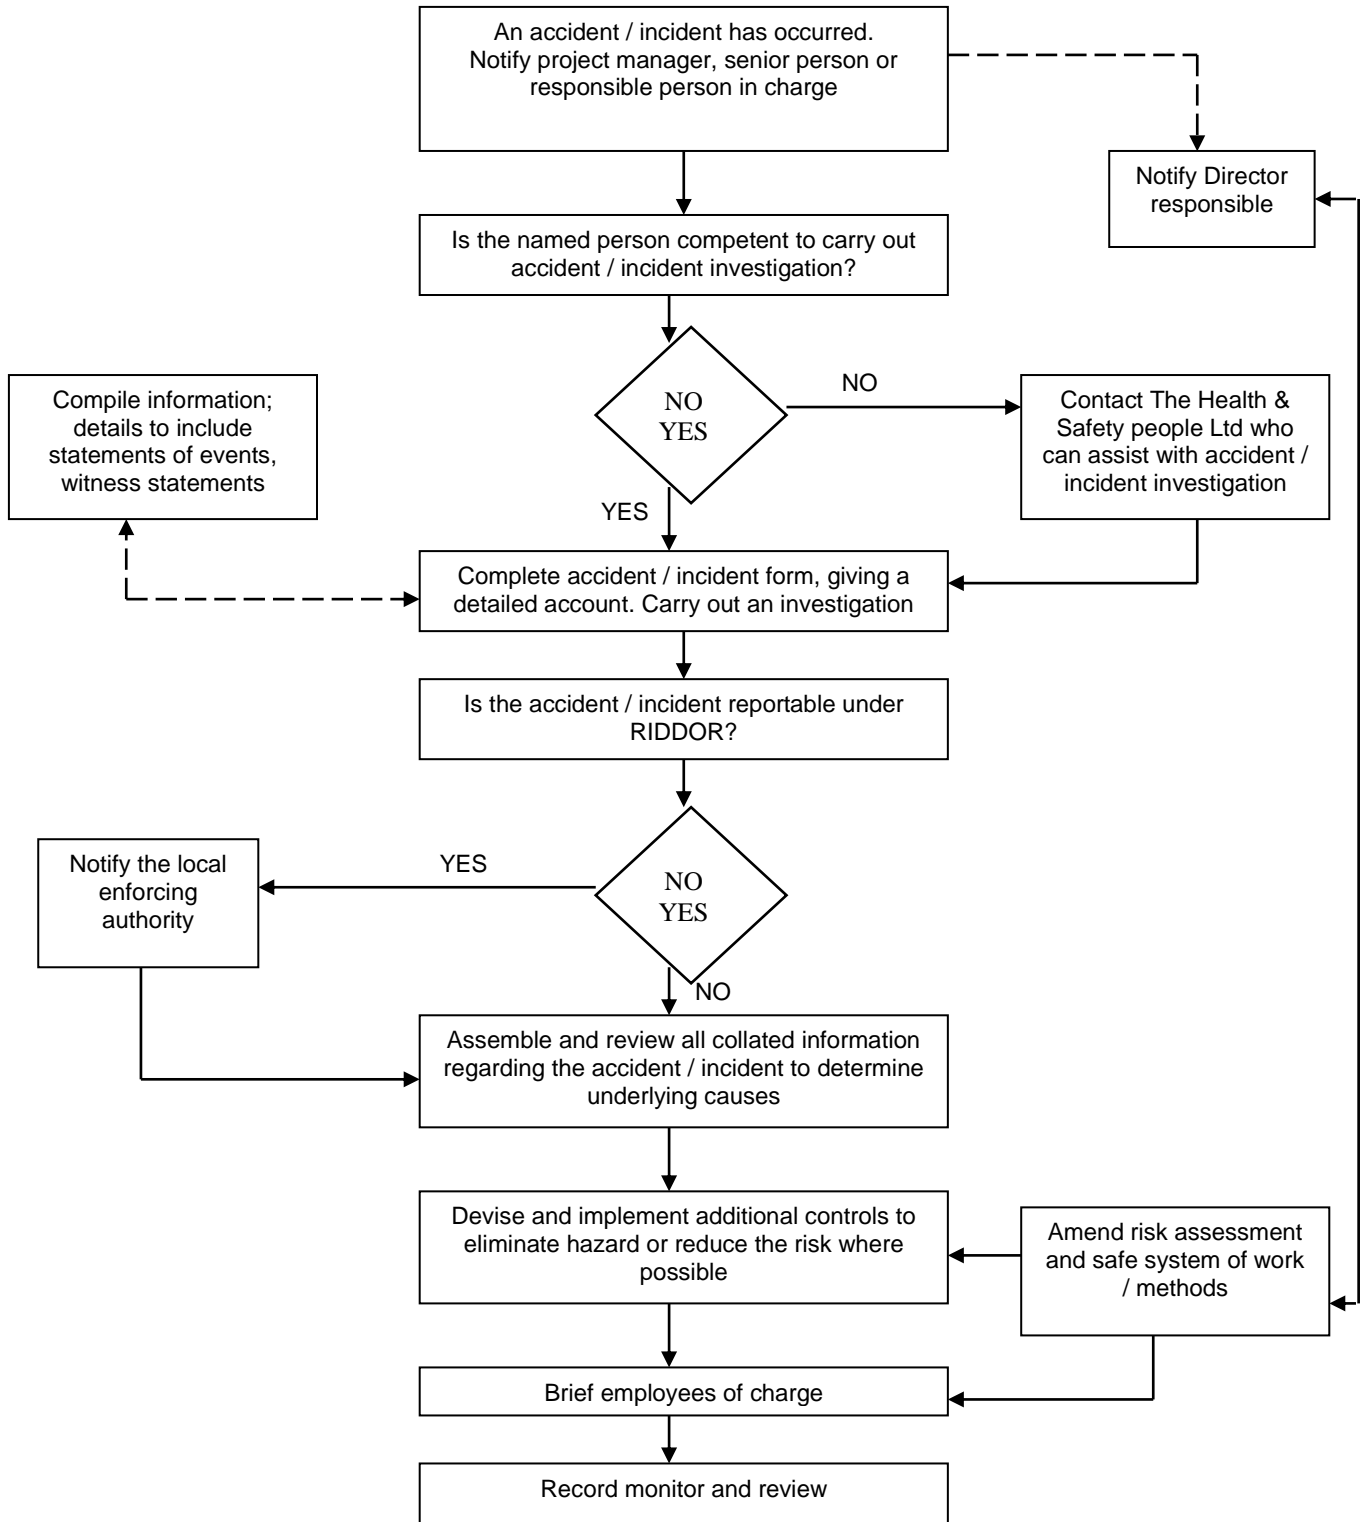 An accident / incident has occurred.
Notify project manager, senior person or
responsible person in charge
Notify Director
responsible
Is the named person competent to carry out
accident / incident investigation?
Compile information;
details to include
statements of events,
witness statements
NO
YES
NO
Contact The Health &
Safety people Ltd who
can assist with accident /
incident investigation
YES
Complete accident / incident form, giving a
detailed account. Carry out an investigation
Is the accident / incident reportable under
RIDDOR?
Notify the local
enforcing
authority
YES
NO
YES
NO
Assemble and review all collated information
regarding the accident / incident to determine
underlying causes
Devise and implement additional controls to
eliminate hazard or reduce the risk where
possible
Amend risk assessment
and safe system of work
/ methods
Brief employees of charge
Record monitor and review